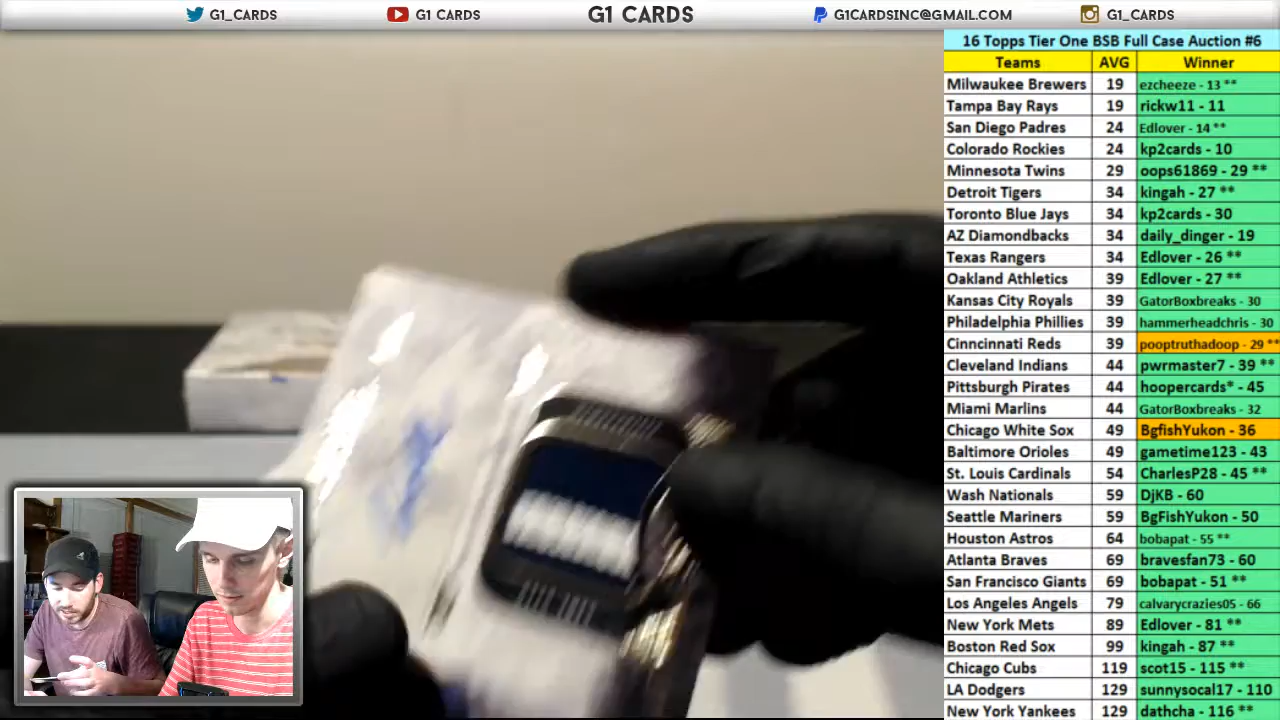 G1_CARDS G1 CARDS G1 CARDS G1CARDSINC@GMAIL.COM G1_CARDS
16 Topps Tier One BSB Full Case Auction #6
Teams AVG Winner
Milwaukee Brewers 19 ezcheeze - 13 **
Tampa Bay Rays 19 rickw11 - 11
San Diego Padres 24 Edlover - 14 **
Colorado Rockies 24 kp2cards - 10
Minnesota Twins 29 oops61869 - 29 **
Detroit Tigers 34 kingah - 27 **
Toronto Blue Jays 34 kp2cards - 30
AZ Diamondbacks 34 daily_dinger - 19
Texas Rangers 34 Edlover - 26 **
Oakland Athletics 39 Edlover - 27 **
Kansas City Royals 39 GatorBoxbreaks - 30
Philadelphia Phillies 39 hammerheadchris - 30
Cinncincati Reds 39 pooptruthadoop - 29 **
Cleveland Indians 44 pwrmaster7 - 39 **
Pittsburgh Pirates 44 hoopercards* - 45
Miami Marlins 44 GatorBoxbreaks - 32
Chicago White Sox 49 BgfishYukon - 36
Baltimore Orioles 49 gametime123 - 43
St. Louis Cardinals 54 CharlesP28 - 45 **
Wash Nationals 59 DjKB - 60
Seattle Mariners 59 BgFishYukon - 50
Houston Astros 64 bobapat - 55 **
Atlanta Braves 69 bravesfan73 - 60
San Francisco Giants 69 bobapat - 51 **
Los Angeles Angels 79 calvarycrazies05 - 66
New York Mets 89 Edlover - 81 **
Boston Red Sox 99 kingah - 87 **
Chicago Cubs 119 scot15 - 115 **
LA Dodgers 129 sunnysocal17 - 110
New York Yankees 129 dathcha - 116 **